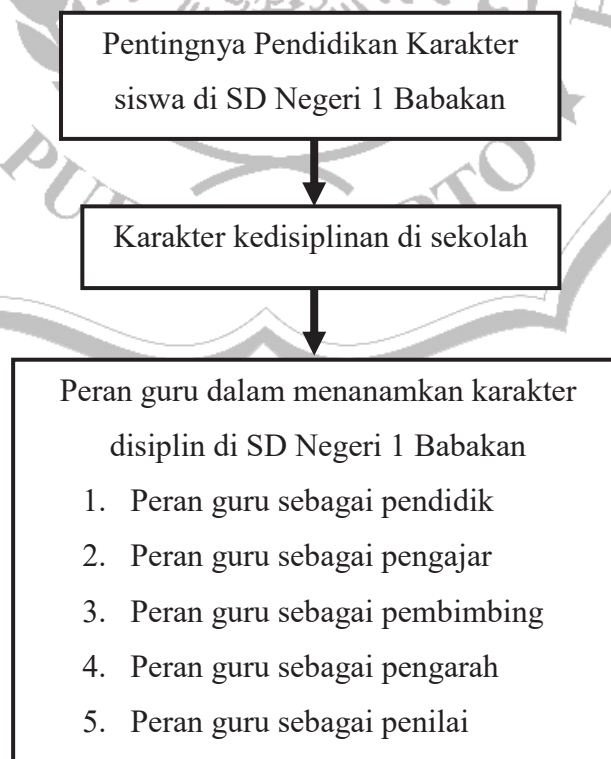 Pentingnya Pendidikan Karakter
siswa di SD Negeri 1 Babakan
Karakter kedisiplinan di sekolah
Peran guru dalam menanamkan karakter
disiplin di SD Negeri 1 Babakan
1. Peran guru sebagai pendidik
2. Peran guru sebagai pengajar
3. Peran guru sebagai pembimbing
4. Peran guru sebagai pengarah
5. Peran guru sebagai penilai